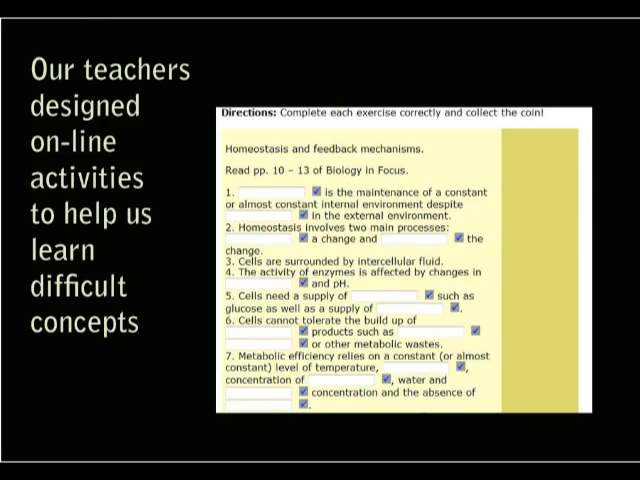 Our teachers
designed
on-line
activities
to help us
learn
difficult
concepts
Directions: Complete each exercise correctly and collect the coin!
Homeostasis and feedback mechanisms.
Read pp. 10 – 13 of Biology in Focus.
1. is the maintenance of a constant
or almost constant internal environment despite
in the external environment.
2. Homeostasis involves two main processes:
a change and the
change.
3. Cells are surrounded by intercellular fluid.
4. The activity of enzymes is affected by changes in
and pH.
5. Cells need a supply of such as
glucose as well as a supply of .
6. Cells cannot tolerate the build up of
products such as
or other metabolic wastes.
7. Metabolic efficiency relies on a constant (or almost
constant) level of temperature, ,
concentration of , water and
concentration and the absence of
.